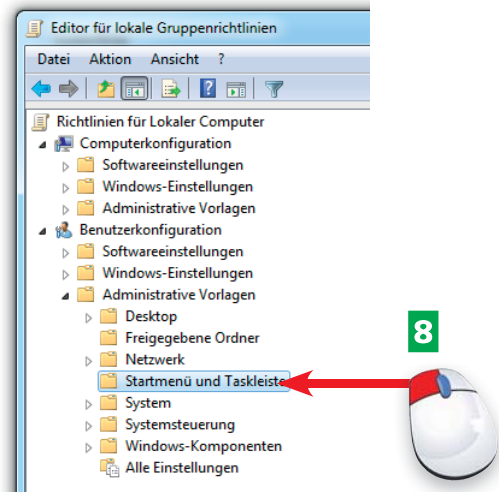 Editor für lokale Gruppenrichtlinien
Datei Aktion Ansicht ?
Richtlinien für Lokaler Computer
Computerkonfiguration
Softwareeinstellungen
Windows-Einstellungen
Administrative Vorlagen
Benutzerkonfiguration
Softwareeinstellungen
Windows-Einstellungen
Administrative Vorlagen
Desktop
Freigegebene Ordner
Netzwerk
Startmenü und Taskleiste
System
Systemsteuerung
Windows-Komponenten
Alle Einstellungen
8